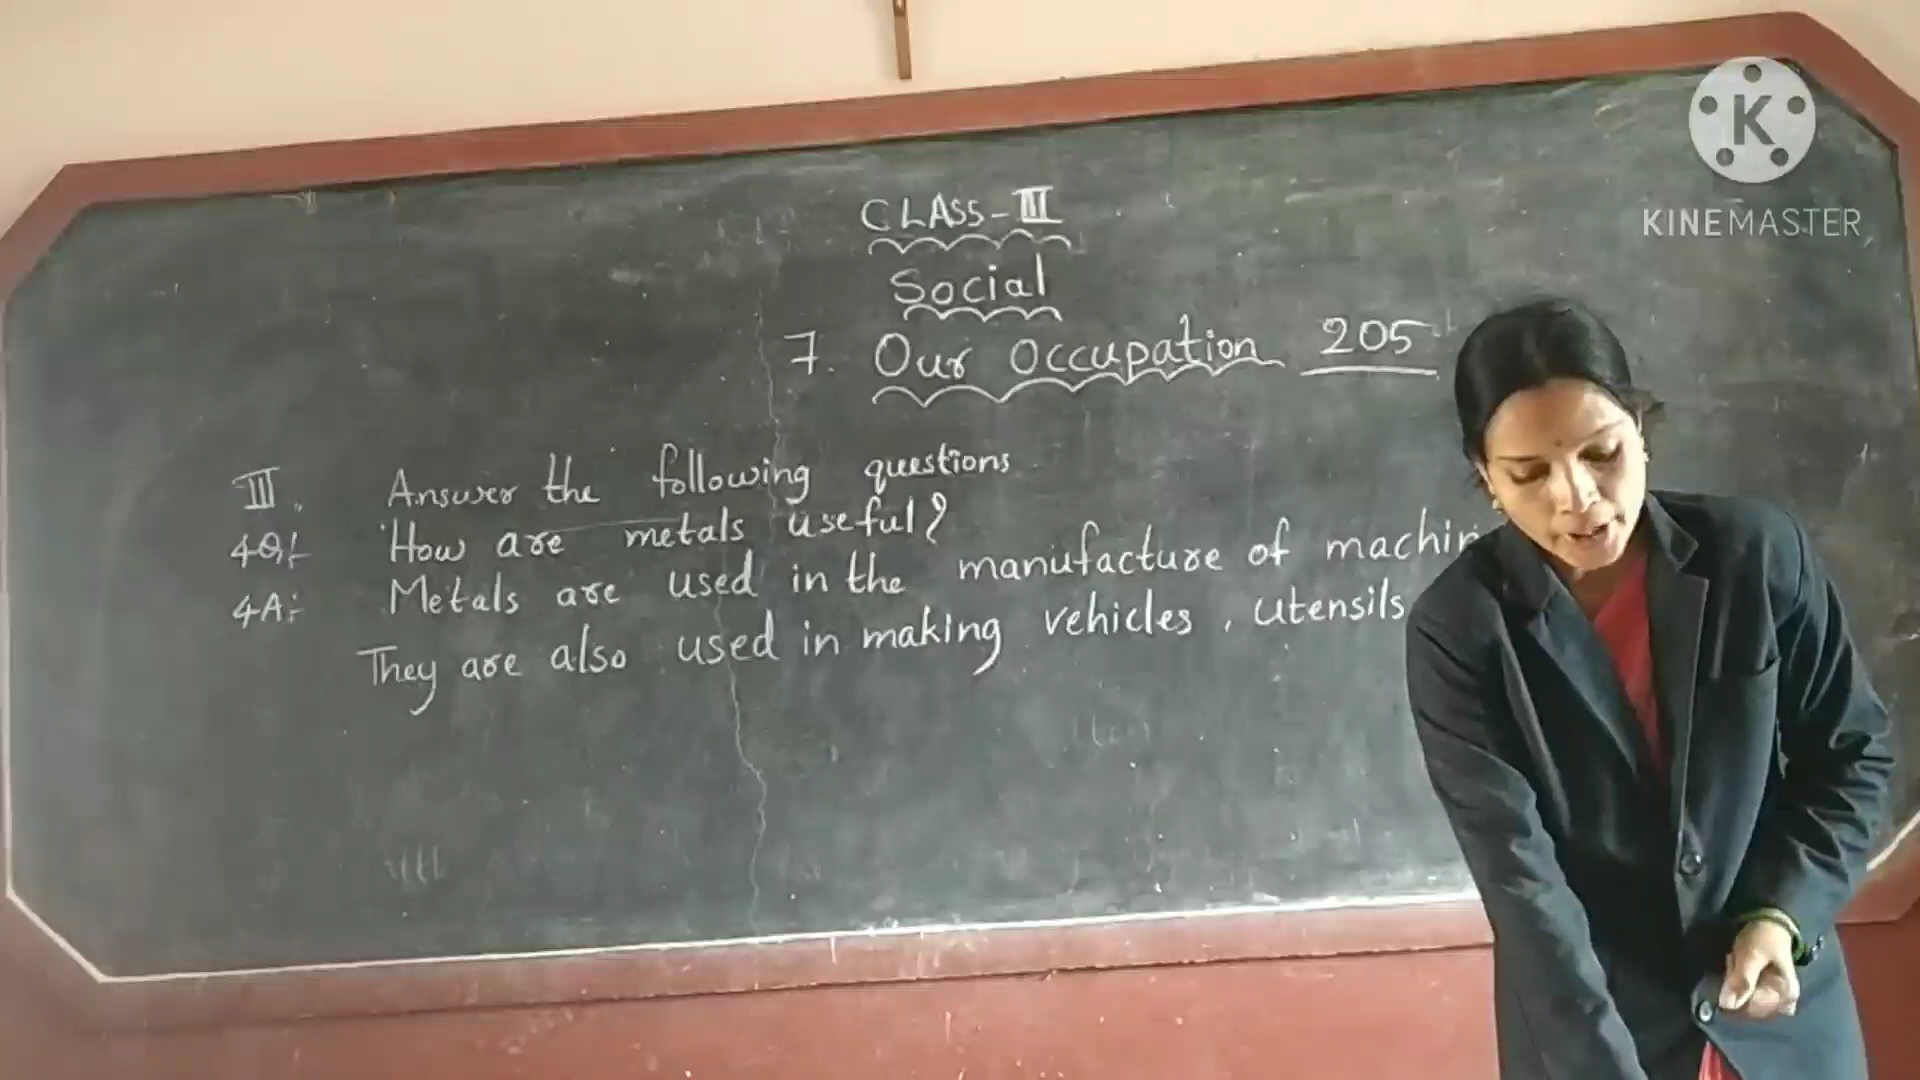 CLASS-III
Social
7. Our Occupation 205
III. Answer the following questions
4Q:- How are metals useful?
4A:- Metals are used in the manufacture of machin
They are also used in making vehicles, utensils
K
KINEMASTER